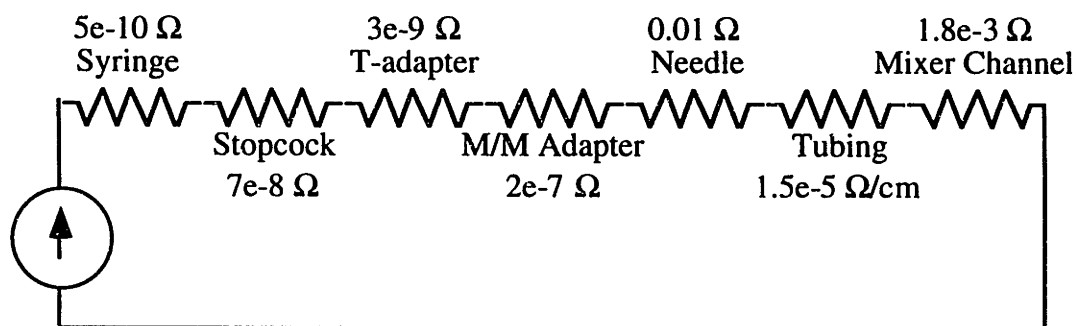 5e-10 Ω
Syringe
3e-9 Ω
T-adapter
0.01 Ω
Needle
1.8e-3 Ω
Mixer Channel
Stopcock
7e-8 Ω
M/M Adapter
2e-7 Ω
Tubing
1.5e-5 Ω/cm